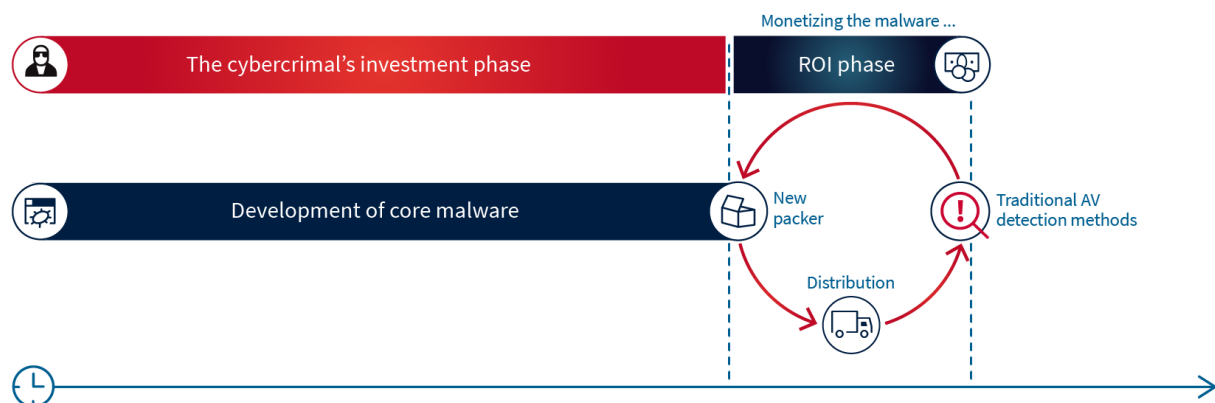 Monetizing the malware ...
The cybercrimal's investment phase
ROI phase
Development of core malware
New
packer
Traditional AV
detection methods
Distribution